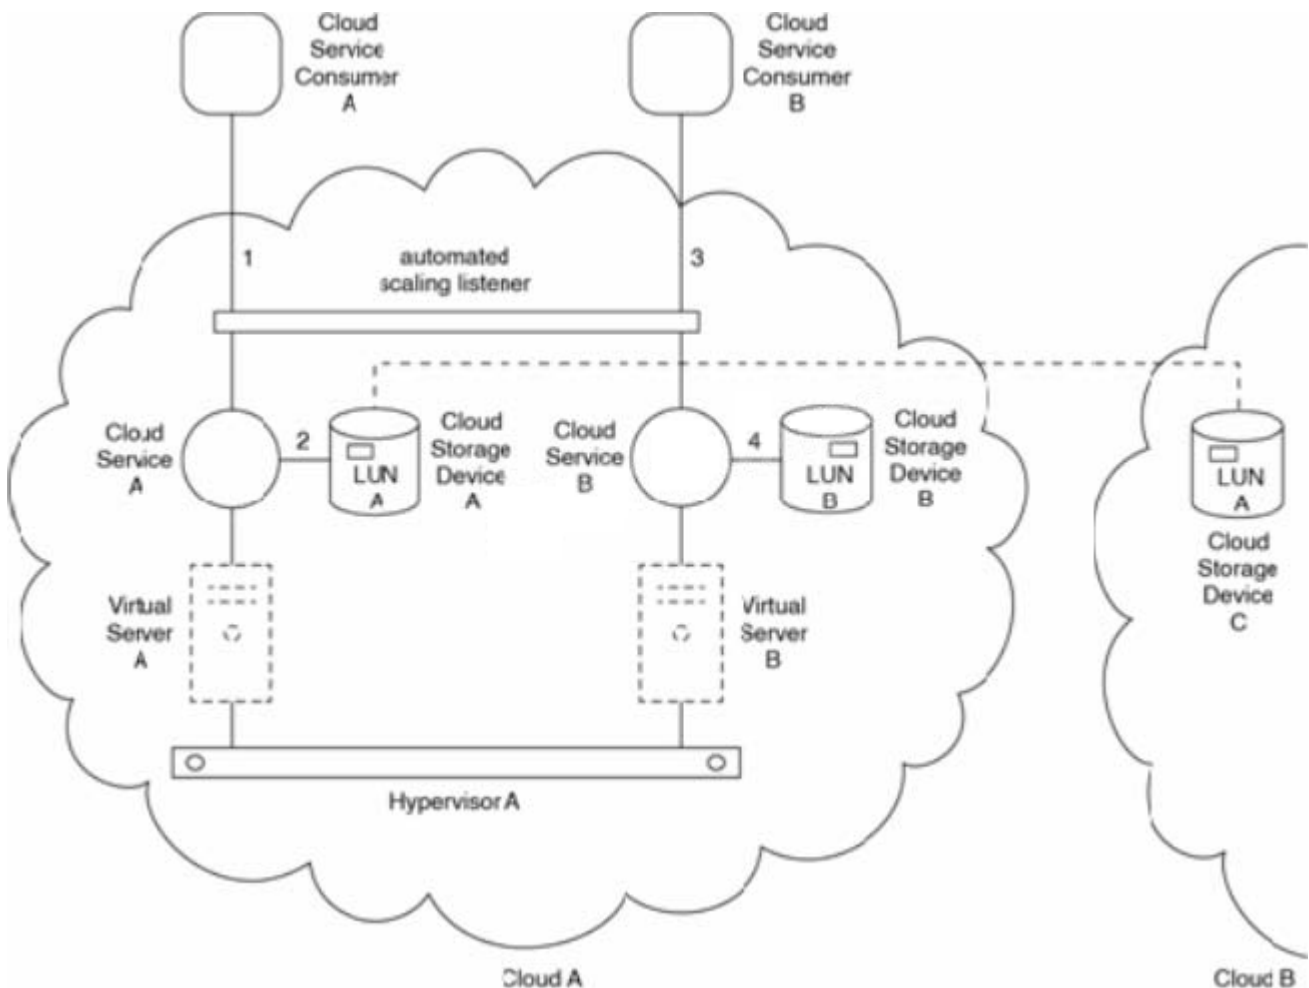 Cloud
Service
Consumer
A
Cloud
Service
Consumer
B
1
automated
scaling listener
3
Cloud
Service
A
2
LUN
A
Cloud
Storage
Device
A
Cloud
Service
B
4
LUN
B
Cloud
Storage
Device
B
LUN
A
Cloud
Storage
Device
C
Virtual
Server
A
Virtual
Server
B
Hypervisor A
Cloud A
Cloud B